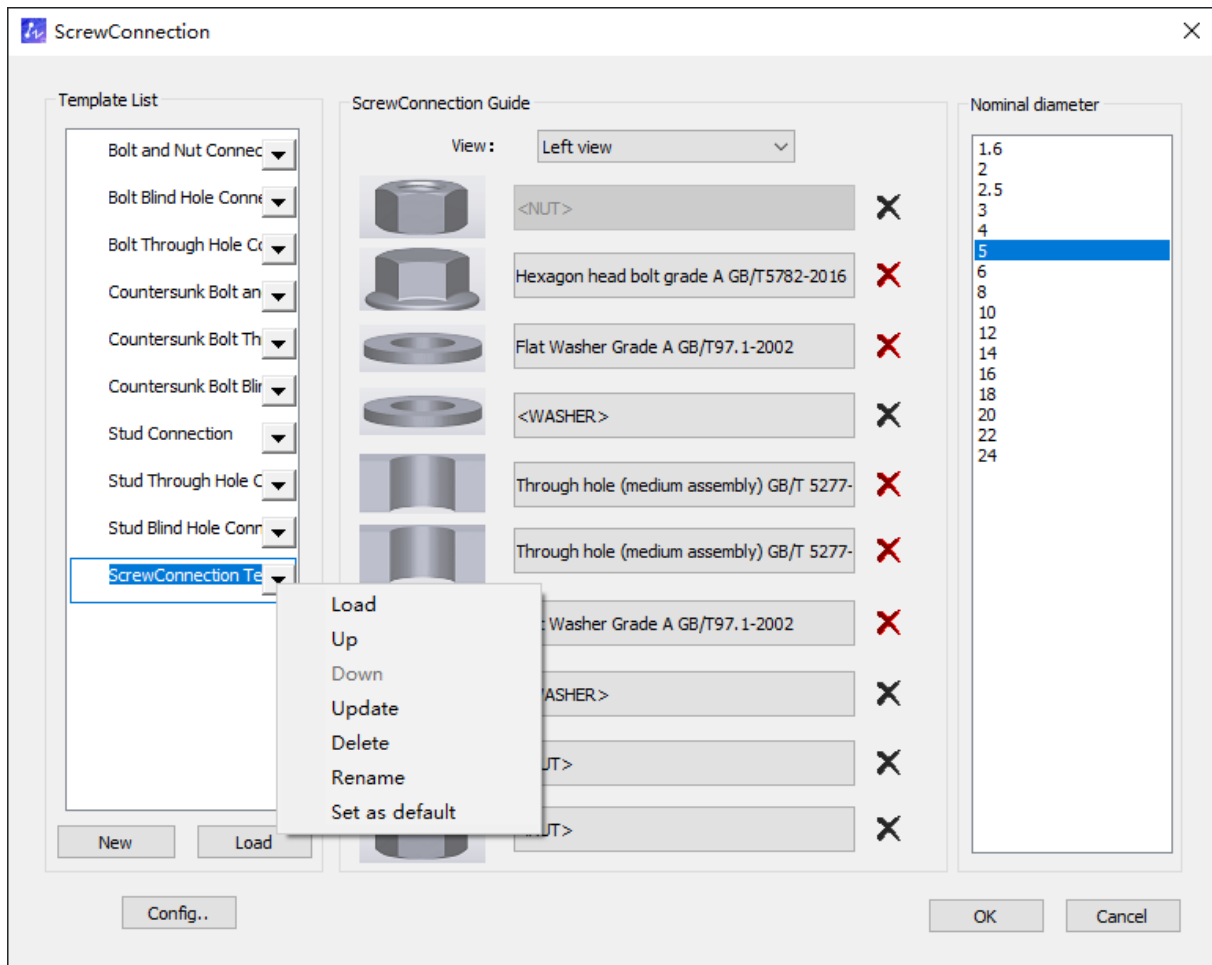 ScrewConnection
Template List
Bolt and Nut Connec
Bolt Blind Hole Conne
Bolt Through Hole Co
Countersunk Bolt an
Countersunk Bolt Th
Countersunk Bolt Blin
Stud Connection
Stud Through Hole C
Stud Blind Hole Conn
ScrewConnection Te
Load
Up
Down
Update
Delete
Rename
Set as default
New
Load
Config..
ScrewConnection Guide
View:
Left view
<NUT>
Hexagon head bolt grade A GB/T5782-2016
Flat Washer Grade A GB/T97.1-2002
<WASHER>
Through hole (medium assembly) GB/T 5277-
Through hole (medium assembly) GB/T 5277-
Washer Grade A GB/T97.1-2002
ASHER>
UT>
UT>
Nominal diameter
1.6
2
2.5
3
4
5
6
8
10
12
14
16
18
20
22
24
OK
Cancel